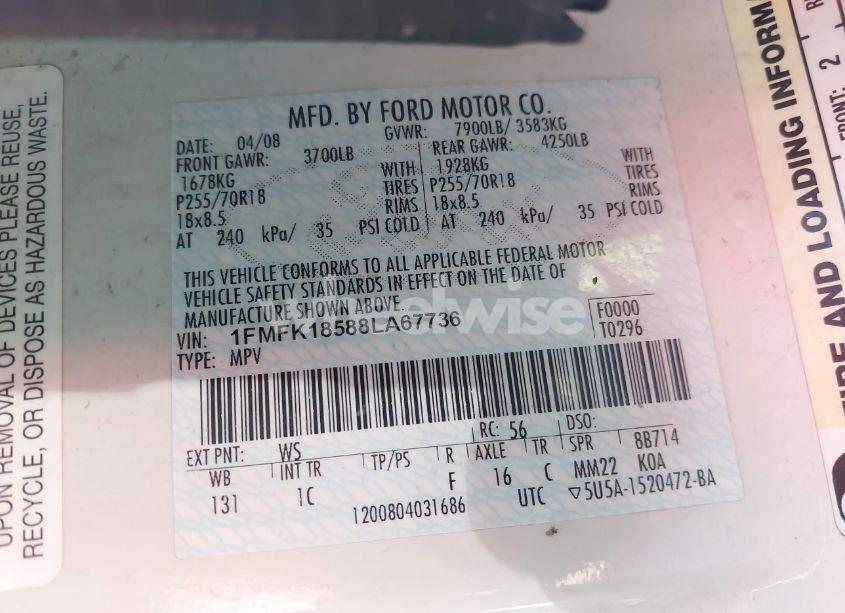 UPON REMOVAL OF DEVICES PLEASE REUSE,
RECYCLE, OR DISPOSE AS HAZARDOUS WASTE.
MFD. BY FORD MOTOR CO.
DATE: 04/08 GVWR: 7900LB/ 3583KG
FRONT GAWR: 3700LB REAR GAWR: 4250LB
1678KG WITH 1928KG WITH
P255/70R18 TIRES P255/70R18 TIRES
18x8.5 RIMS 18x8.5 RIMS
AT 240 kPa/ 35 PSI COLD AT 240 kPa/ 35 PSI COLD
THIS VEHICLE CONFORMS TO ALL APPLICABLE FEDERAL MOTOR
VEHICLE SAFETY STANDARDS IN EFFECT ON THE DATE OF
MANUFACTURE SHOWN ABOVE.
VIN: 1FMFK18588LA67736 F0000
TYPE: MPV T0296
EXT PNT: WS RC: 56 DSO:
WB INT TR TP/PS R AXLE TR SPR 8B714
131 1C F 16 C MM22 KOA
1200804031686 UTC ▽5U5A-1520472-BA
TIRE AND LOADING INFORMA
FRONT: 2